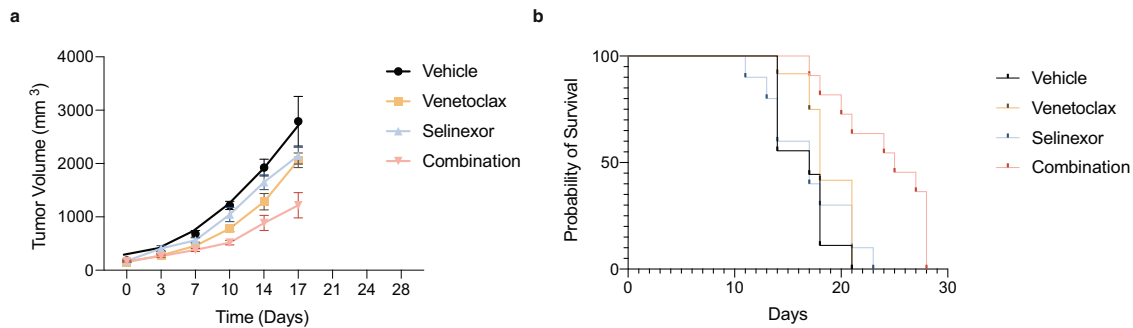 a
4000
3000
2000
1000
0
Tumor Volume (mm 3)
0 3 7 10 14 17 21 24 28
Time (Days)
Vehicle
Venetoclax
Selinexor
Combination
b
100
50
0
Probability of Survival
0 10 20 30
Days
Vehicle
Venetoclax
Selinexor
Combination